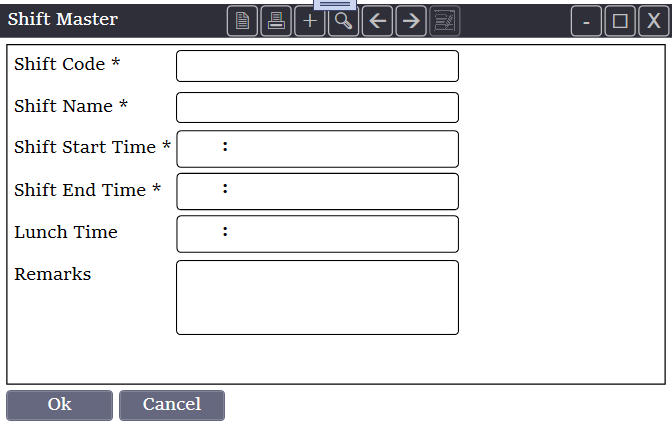 Shift Master
- X
Shift Code *
Shift Name *
Shift Start Time * :
Shift End Time * :
Lunch Time :
Remarks
Ok Cancel